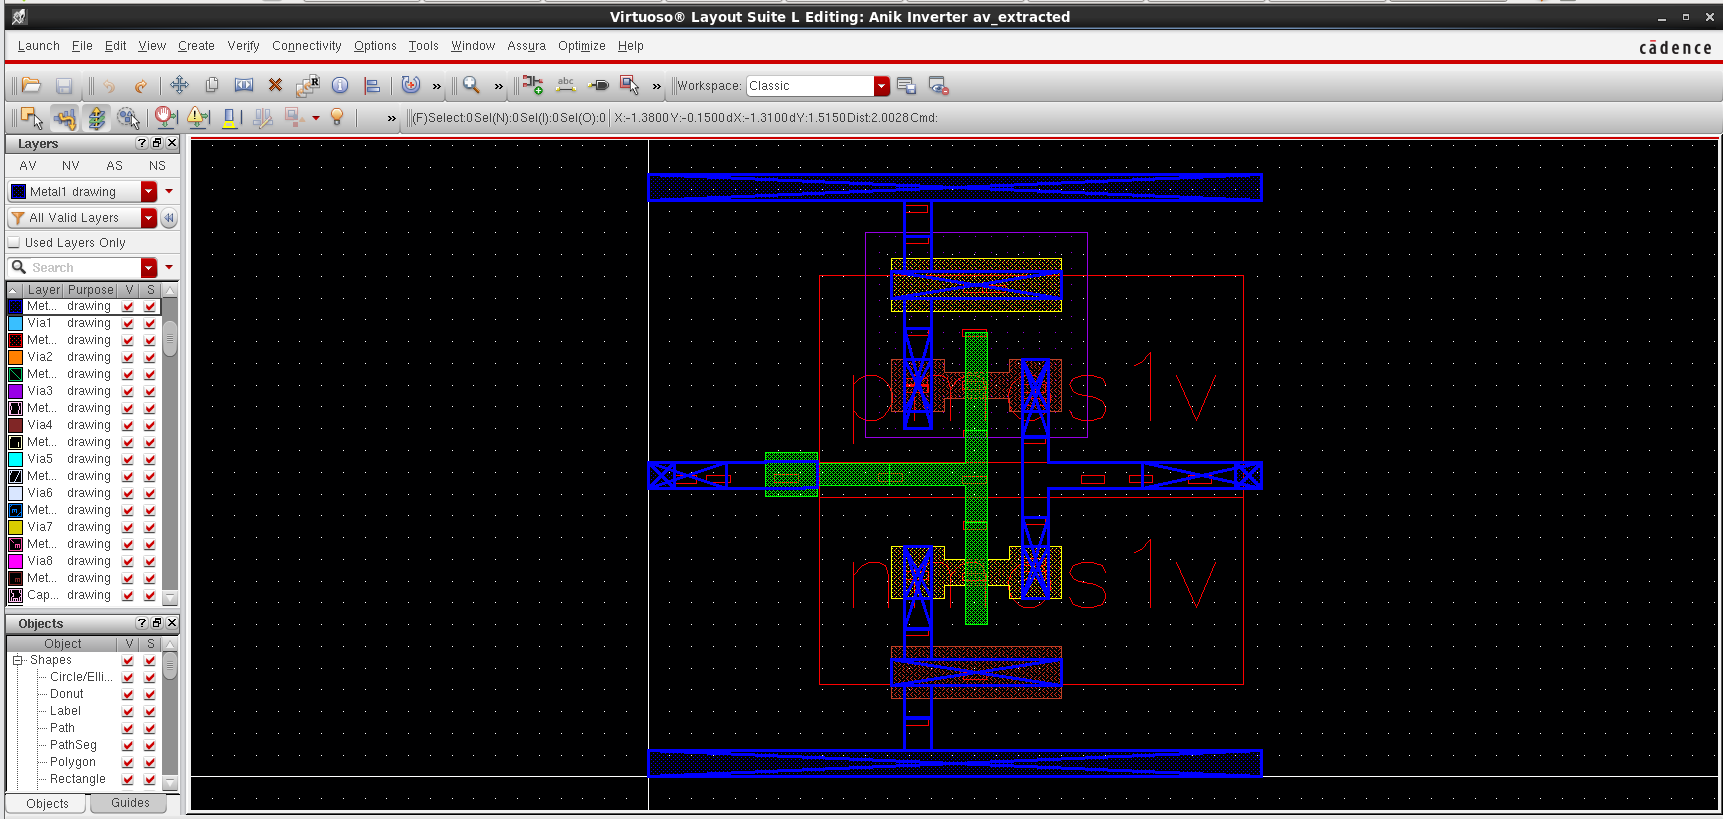 Virtuoso® Layout Suite L Editing: Anik Inverter av_extracted
Launch File Edit View Create Verify Connectivity Options Tools Window Assura Optimize Help
cādence
Workspace: Classic
(F)Select:0 Sel(N):0 Sel(I):0 Sel(O):0 X:-1.3800 Y:-0.1500 dX:-1.3100 dY:1.5150 Dist:2.0028 Cmd:
Layers
AV NV AS NS
Metal1 drawing
All Valid Layers
Used Layers Only
Search
Layer Purpose V S
Met... drawing
Via1 drawing
Met... drawing
Via2 drawing
Met... drawing
Via3 drawing
Met... drawing
Via4 drawing
Met... drawing
Via5 drawing
Met... drawing
Via6 drawing
Met... drawing
Via7 drawing
Met... drawing
Via8 drawing
Met... drawing
Cap... drawing
Objects
Object V S
Shapes
Circle/Elli...
Donut
Label
Path
PathSeg
Polygon
Rectangle
Objects Guides
pmos1v
nmos1v